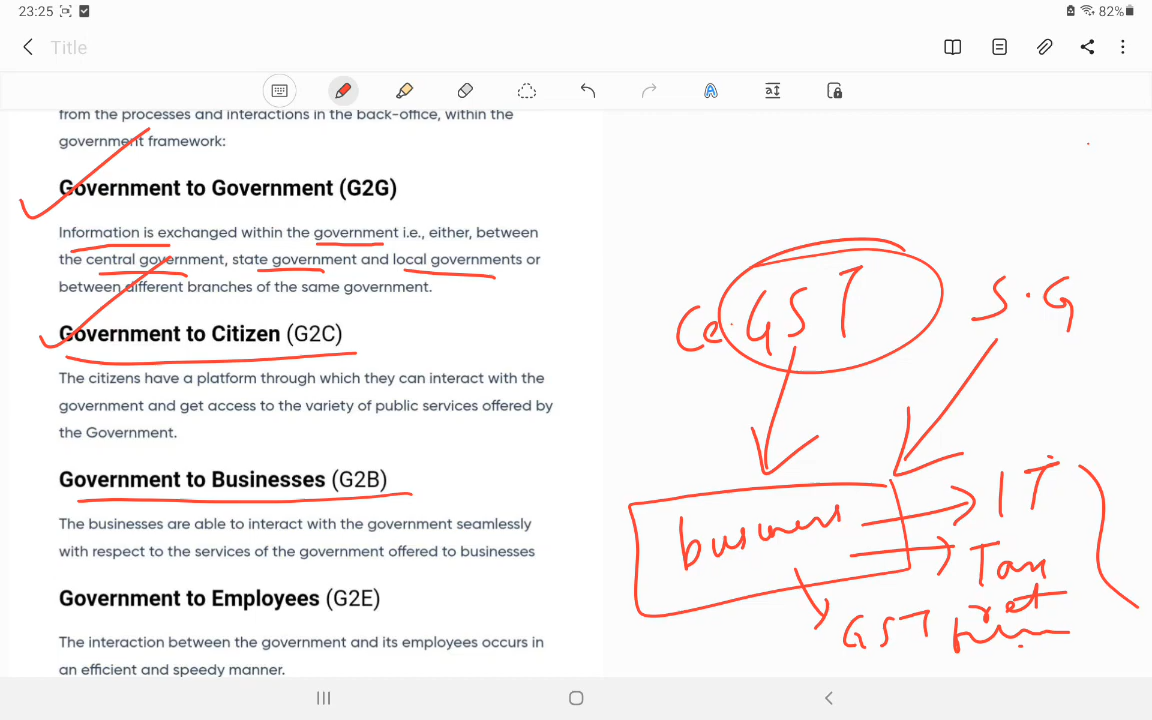 23:25
82%
Title
from the processes and interactions in the back-office, within the
government framework:
Government to Government (G2G)
Information is exchanged within the government i.e., either, between
the central government, state government and local governments or
between different branches of the same government.
Government to Citizen (G2C)
The citizens have a platform through which they can interact with the
government and get access to the variety of public services offered by
the Government.
Government to Businesses (G2B)
The businesses are able to interact with the government seamlessly
with respect to the services of the government offered to businesses
Government to Employees (G2E)
The interaction between the government and its employees occurs in
an efficient and speedy manner.
Ce. GST
S.G
business
IT
Tax
ret
GST